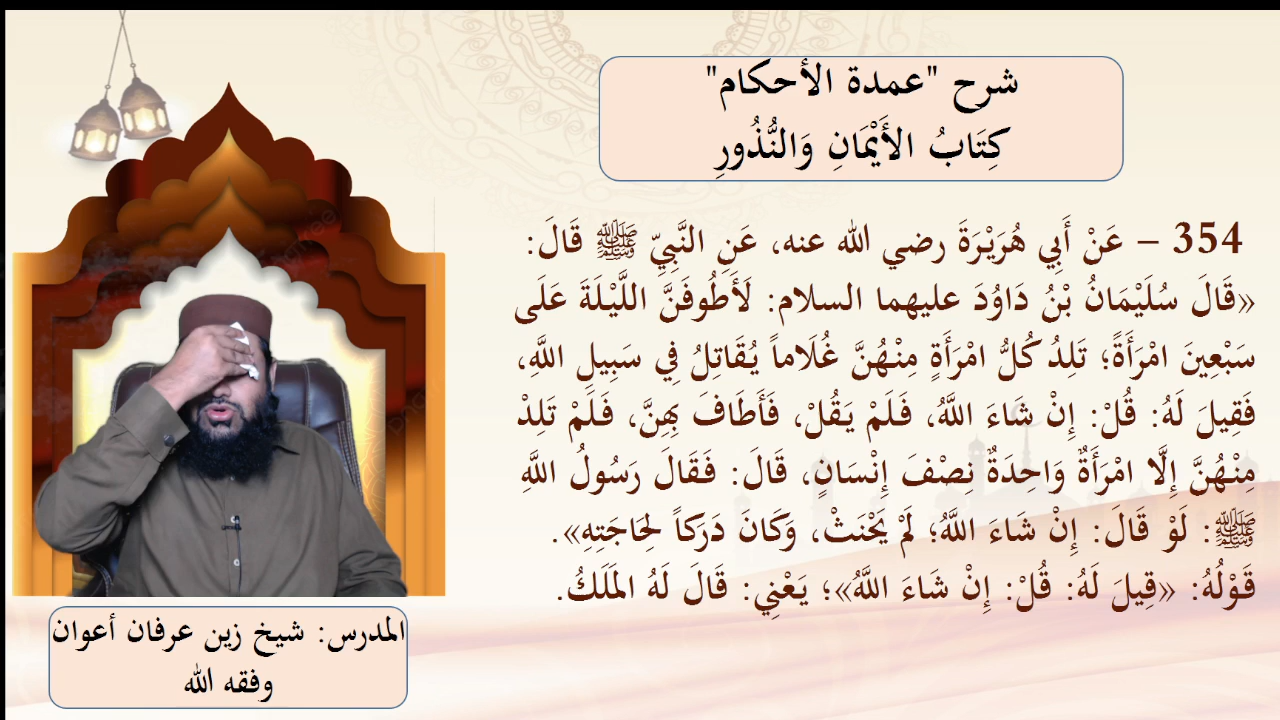 شرح "عمدة الأحكام"
كِتَابُ الأَيْمَانِ وَالنُّذُورِ
354 – عَنْ أَبِي هُرَيْرَةَ رضي الله عنه، عَنِ النَّبِيِّ ﷺ قَالَ:
«قَالَ سُلَيْمَانُ بْنُ دَاوُدَ عليهما السلام: لَأَطُوفَنَّ اللَّيْلَةَ عَلَى
سَبْعِينَ امْرَأَةً؛ تَلِدُ كُلُّ امْرَأَةٍ مِنْهُنَّ غُلَاماً يُقَاتِلُ فِي سَبِيلِ اللَّهِ،
فَقِيلَ لَهُ: قُلْ: إِنْ شَاءَ اللَّهُ، فَلَمْ يَقُلْ، فَأَطَافَ بِهِنَّ، فَلَمْ تَلِدْ
مِنْهُنَّ إِلَّا امْرَأَةٌ وَاحِدَةٌ نِصْفَ إِنْسَانٍ، قَالَ: فَقَالَ رَسُولُ اللَّهِ
ﷺ: لَوْ قَالَ: إِنْ شَاءَ اللَّهُ؛ لَمْ يَحْنَثْ، وَكَانَ دَرَكاً لِحَاجَتِهِ».
قَوْلُهُ: «قِيلَ لَهُ: قُلْ: إِنْ شَاءَ اللَّهُ»؛ يَعْنِي: قَالَ لَهُ المَلَكُ.
المدرس: شيخ زين عرفان أعوان
وفقه الله